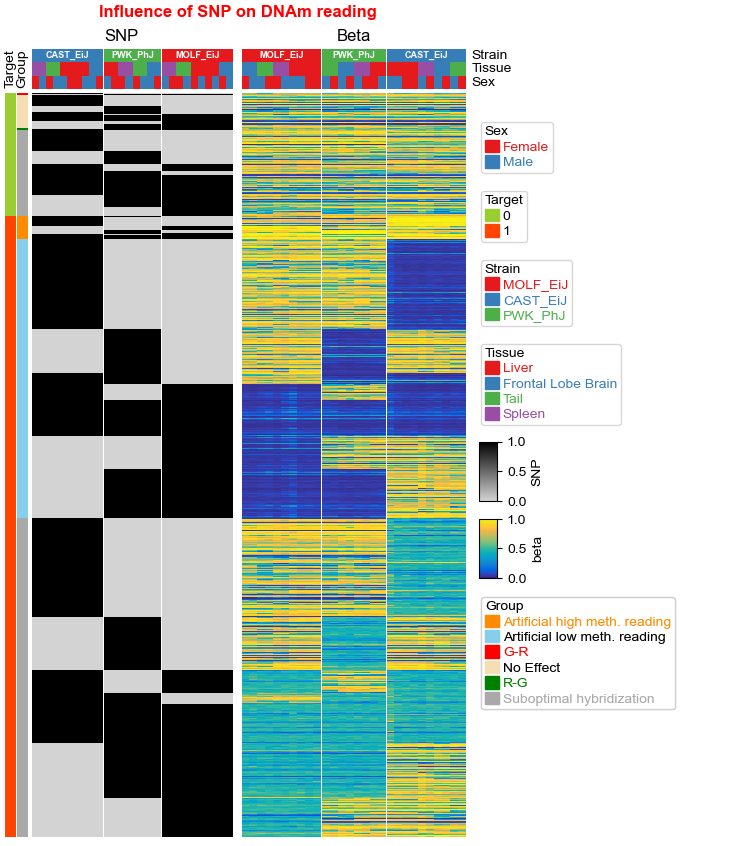 Influence of SNP on DNAm reading
SNP Beta
Target
Group
CAST_EiJ PWK_PhJ MOLF_EiJ MOLF_EiJ PWK_PhJ CAST_EiJ Strain
Tissue
Sex
Sex
Female
Male
Target
0
1
Strain
MOLF_EiJ
CAST_EiJ
PWK_PhJ
Tissue
Liver
Frontal Lobe Brain
Tail
Spleen
1.0
0.5
0.0
SNP
1.0
0.5
0.0
beta
Group
Artificial high meth. reading
Artificial low meth. reading
G-R
No Effect
R-G
Suboptimal hybridization